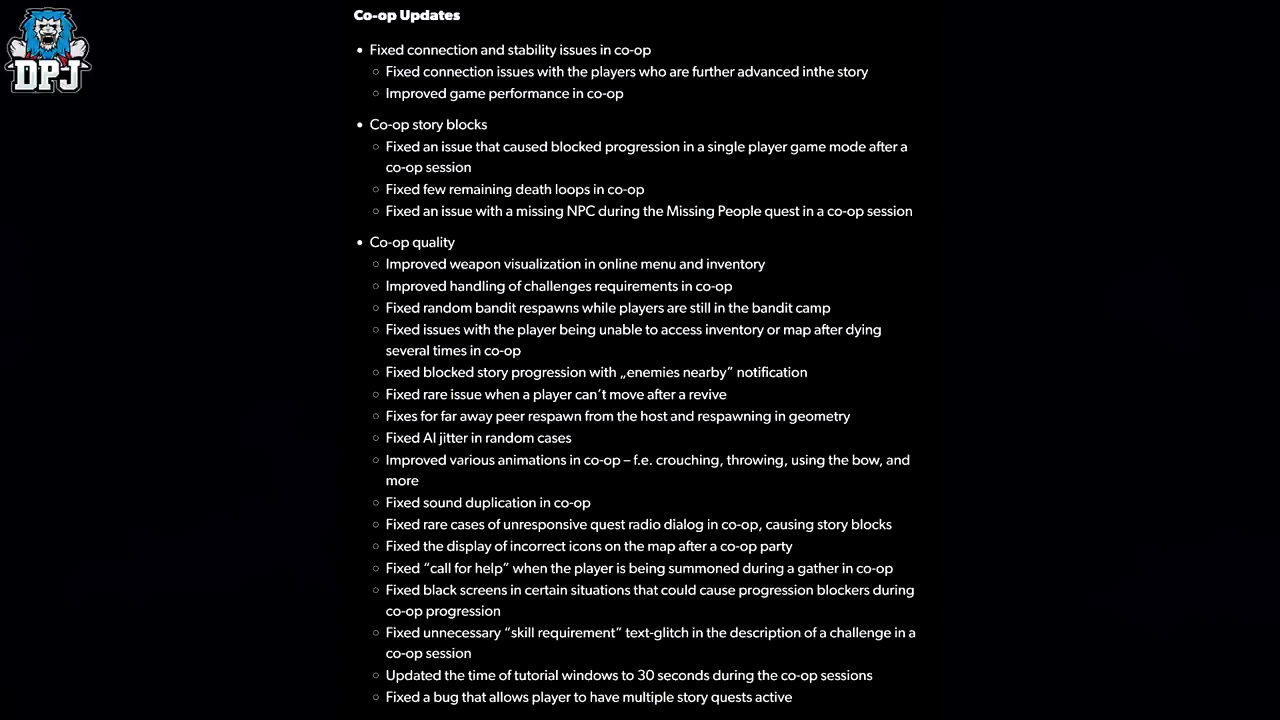 DPJ
Co-op Updates
• Fixed connection and stability issues in co-op
○ Fixed connection issues with the players who are further advanced inthe story
○ Improved game performance in co-op
• Co-op story blocks
○ Fixed an issue that caused blocked progression in a single player game mode after a
co-op session
○ Fixed few remaining death loops in co-op
○ Fixed an issue with a missing NPC during the Missing People quest in a co-op session
• Co-op quality
○ Improved weapon visualization in online menu and inventory
○ Improved handling of challenges requirements in co-op
○ Fixed random bandit respawns while players are still in the bandit camp
○ Fixed issues with the player being unable to access inventory or map after dying
several times in co-op
○ Fixed blocked story progression with „enemies nearby” notification
○ Fixed rare issue when a player can´t move after a revive
○ Fixes for far away peer respawn from the host and respawning in geometry
○ Fixed AI jitter in random cases
○ Improved various animations in co-op – f.e. crouching, throwing, using the bow, and
more
○ Fixed sound duplication in co-op
○ Fixed rare cases of unresponsive quest radio dialog in co-op, causing story blocks
○ Fixed the display of incorrect icons on the map after a co-op party
○ Fixed “call for help” when the player is being summoned during a gather in co-op
○ Fixed black screens in certain situations that could cause progression blockers during
co-op progression
○ Fixed unnecessary “skill requirement” text-glitch in the description of a challenge in a
co-op session
○ Updated the time of tutorial windows to 30 seconds during the co-op sessions
○ Fixed a bug that allows player to have multiple story quests active